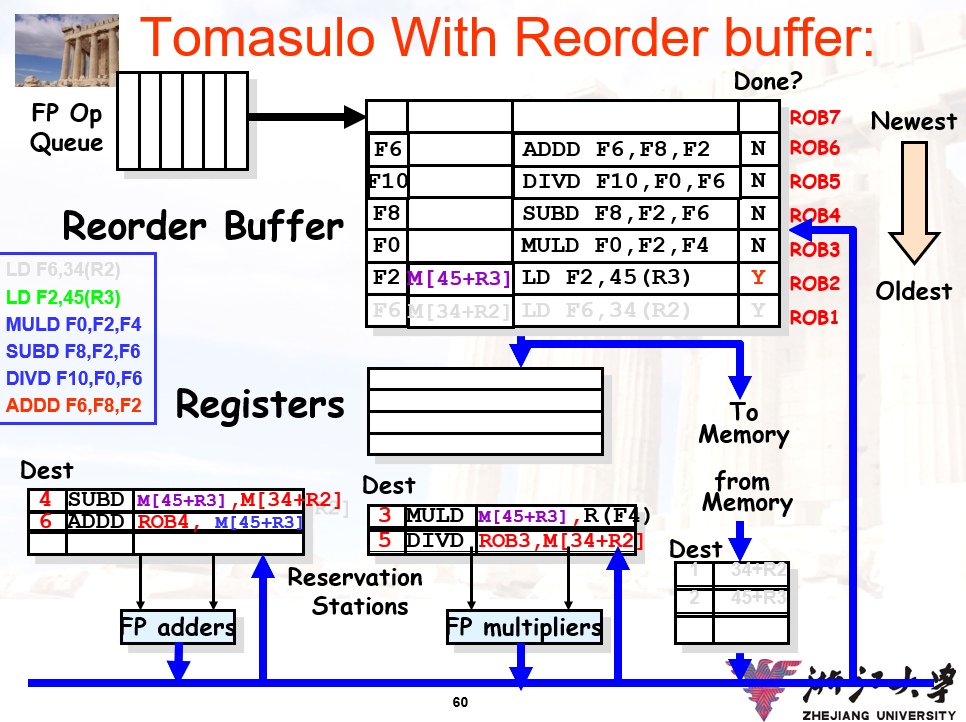 Tomasulo With Reorder buffer:
Done?
FP Op
Queue
ROB7
Newest
F6 ADDD F6,F8,F2 N ROB6
F10 DIVD F10,F0,F6 N ROB5
Reorder Buffer
F8 SUBD F8,F2,F6 N ROB4
F0 MULD F0,F2,F4 N ROB3
F2 M[45+R3] LD F2,45(R3) Y ROB2
F6 M[34+R2] LD F6,34(R2) Y ROB1
Oldest
LD F6,34(R2)
LD F2,45(R3)
MULD F0,F2,F4
SUBD F8,F2,F6
DIVD F10,F0,F6
ADDD F6,F8,F2
Registers
To
Memory
from
Memory
Dest
4 SUBD M[45+R3],M[34+R2]
6 ADDD ROB4, M[45+R3]
Dest
3 MULD M[45+R3],R(F4)
5 DIVD ROB3,M[34+R2]
Dest
1 34+R2
2 45+R3
Reservation
Stations
FP adders
FP multipliers
浙江大学
ZHEJIANG UNIVERSITY
60